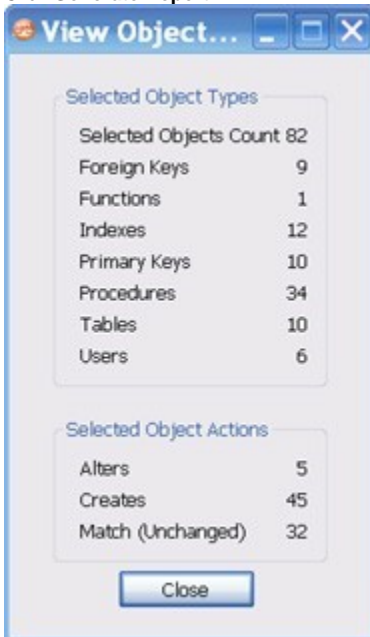 View Object...
Selected Object Types
Selected Objects Count 82
Foreign Keys 9
Functions 1
Indexes 12
Primary Keys 10
Procedures 34
Tables 10
Users 6
Selected Object Actions
Alters 5
Creates 45
Match (Unchanged) 32
Close